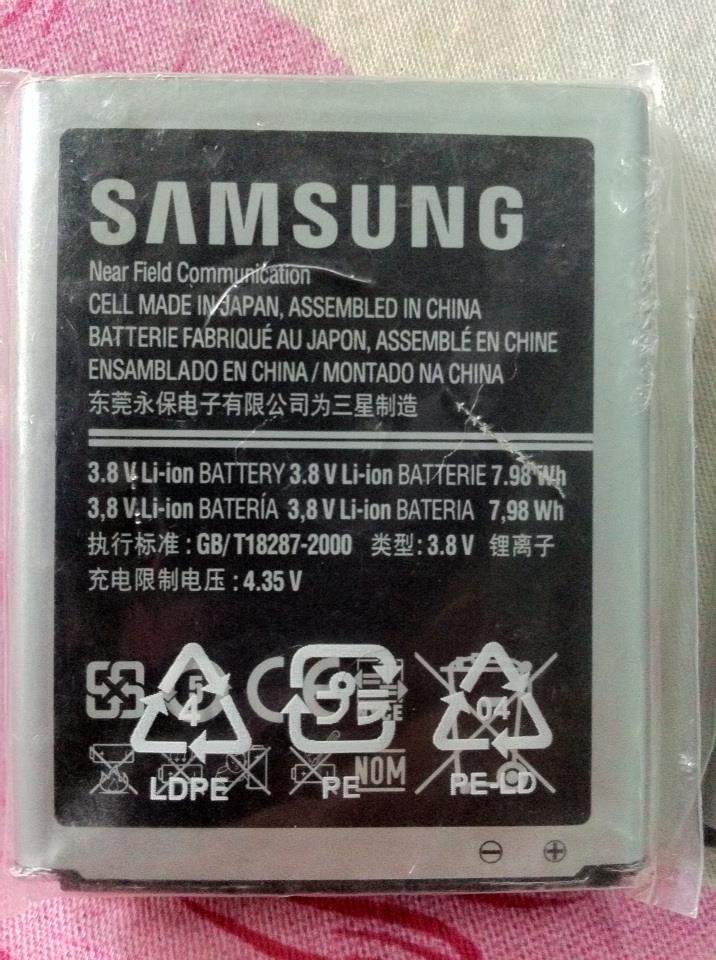 SAMSUNG
Near Field Communication
CELL MADE IN JAPAN, ASSEMBLED IN CHINA
BATTERIE FABRIQUÉ AU JAPON, ASSEMBLÉ EN CHINE
ENSAMBLADO EN CHINA / MONTADO NA CHINA
东莞永保电子有限公司为三星制造
3.8 V Li-ion BATTERY 3.8 V Li-ion BATTERIE 7.98 Wh
3,8 V Li-ion BATERÍA 3,8 V Li-ion BATERIA 7,98 Wh
执行标准 : GB/T18287-2000 类型 : 3.8 V 锂离子
充电限制电压 : 4.35 V
5 CE
4 04
NOM
LDPE PE PE-LD